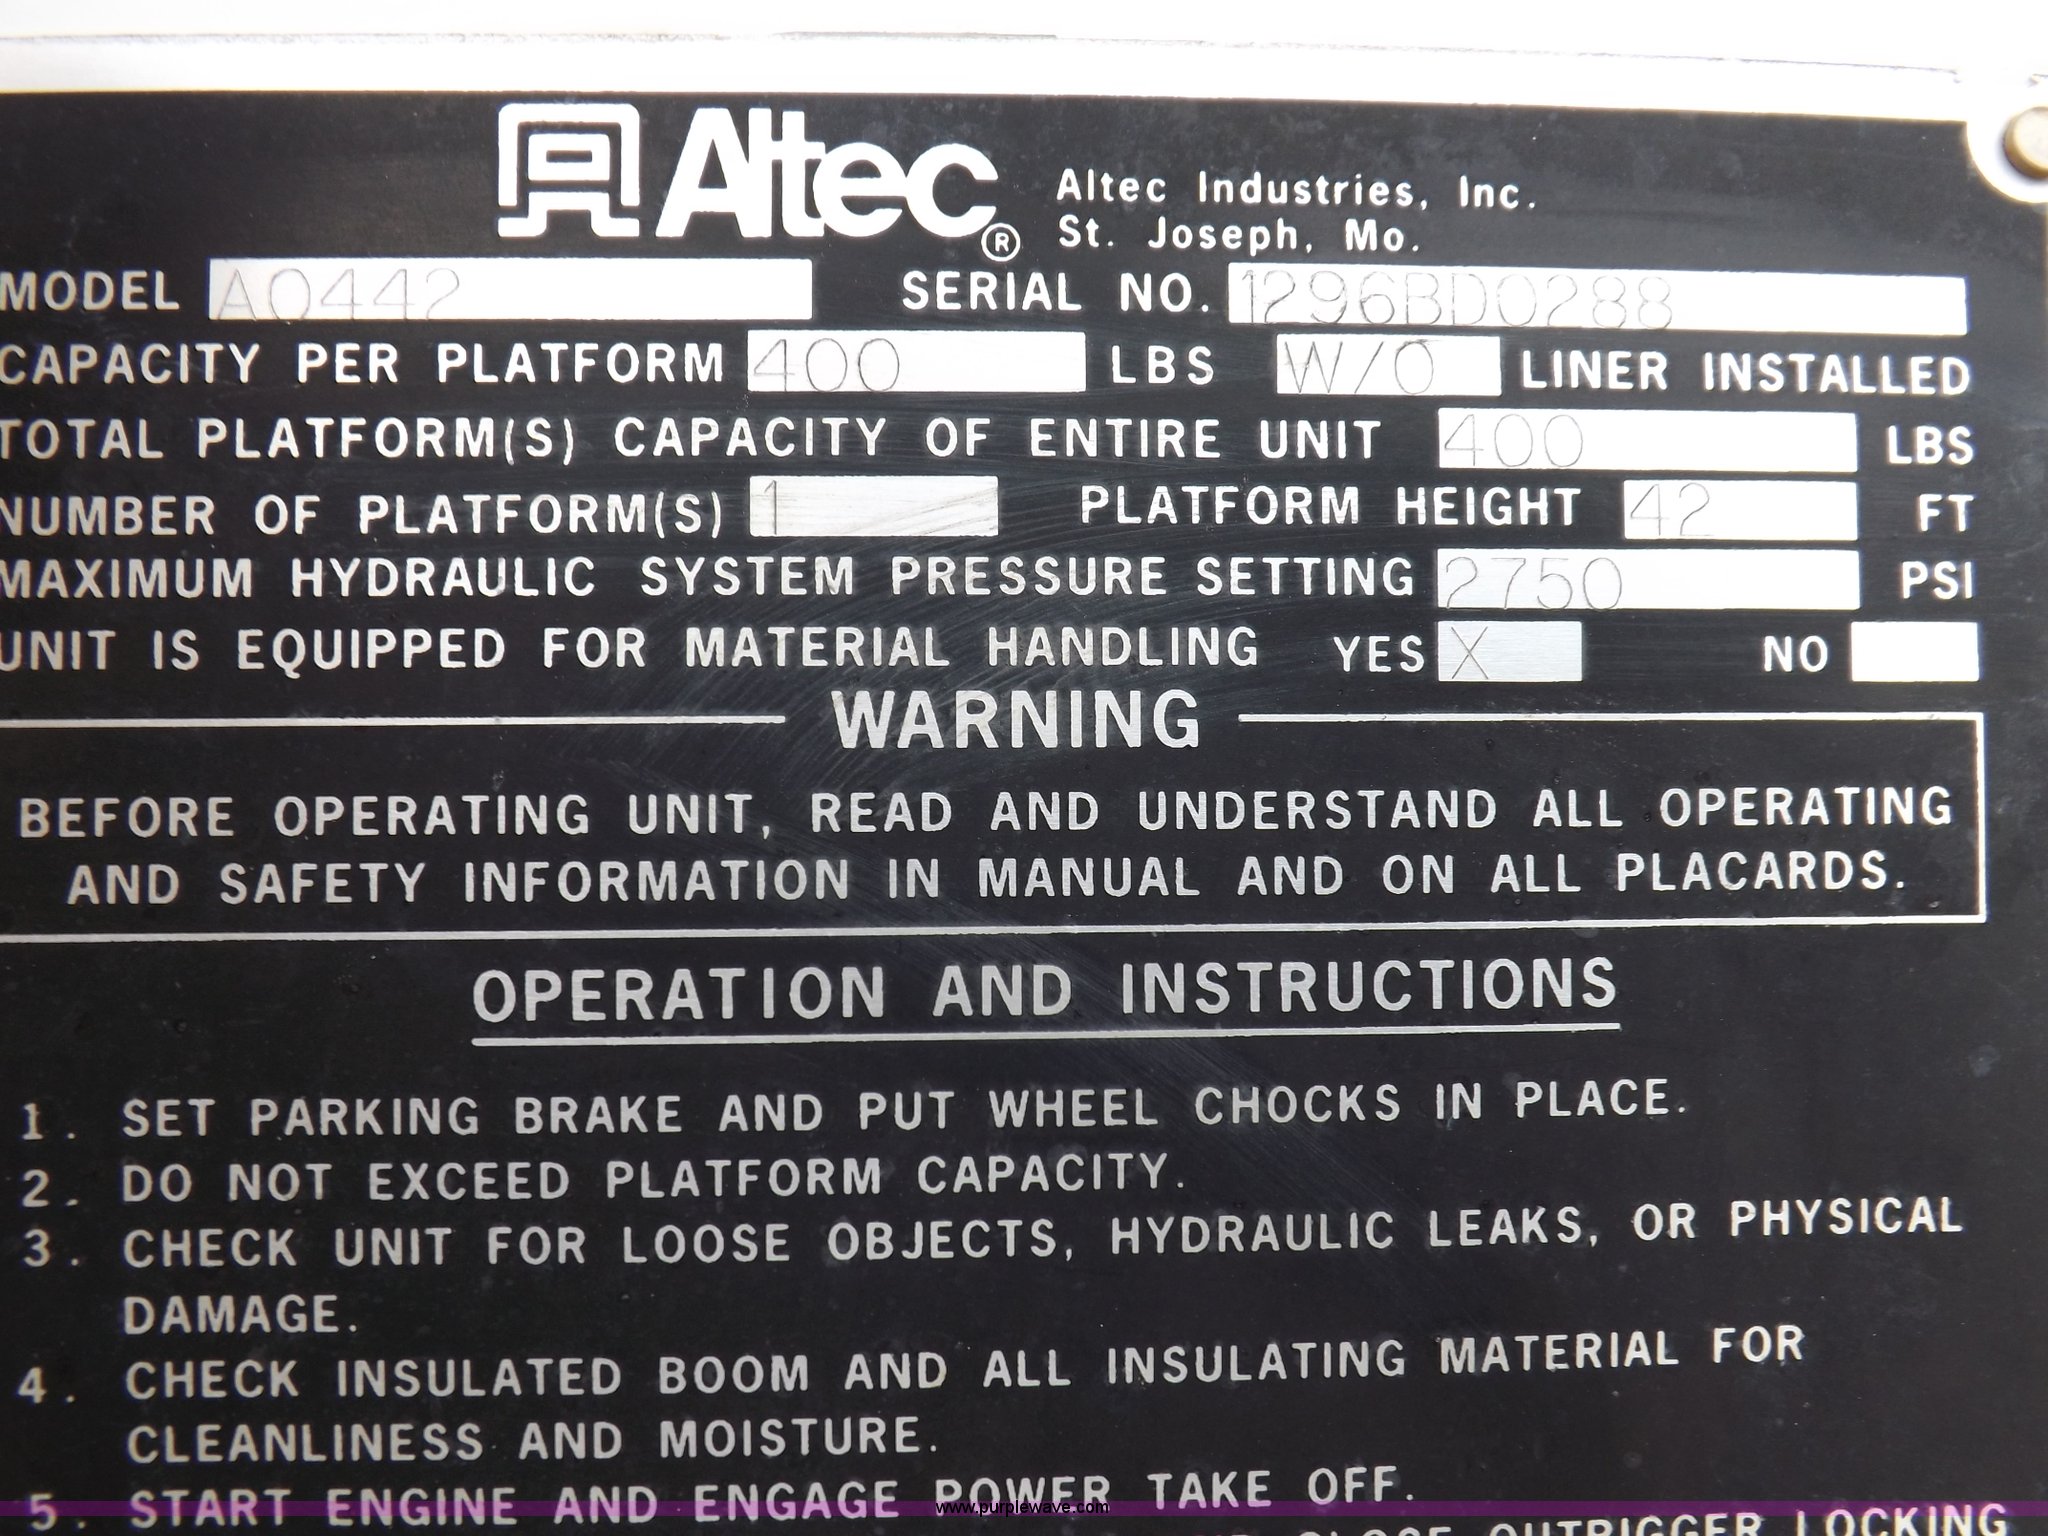 Altec ® Altec Industries, Inc.
St. Joseph, Mo.
MODEL AO442 SERIAL NO. 1296BD0288
CAPACITY PER PLATFORM 400 LBS W/O LINER INSTALLED
TOTAL PLATFORM(S) CAPACITY OF ENTIRE UNIT 400 LBS
NUMBER OF PLATFORM(S) 1 PLATFORM HEIGHT 42 FT
MAXIMUM HYDRAULIC SYSTEM PRESSURE SETTING 2750 PSI
UNIT IS EQUIPPED FOR MATERIAL HANDLING YES X NO
WARNING
BEFORE OPERATING UNIT, READ AND UNDERSTAND ALL OPERATING
AND SAFETY INFORMATION IN MANUAL AND ON ALL PLACARDS.
OPERATION AND INSTRUCTIONS
1. SET PARKING BRAKE AND PUT WHEEL CHOCKS IN PLACE.
2. DO NOT EXCEED PLATFORM CAPACITY.
3. CHECK UNIT FOR LOOSE OBJECTS, HYDRAULIC LEAKS, OR PHYSICAL
DAMAGE.
4. CHECK INSULATED BOOM AND ALL INSULATING MATERIAL FOR
CLEANLINESS AND MOISTURE.
5. START ENGINE AND ENGAGE POWER TAKE OFF.
www.purplewave.com
CLOSE OUTRIGGER LOCKING